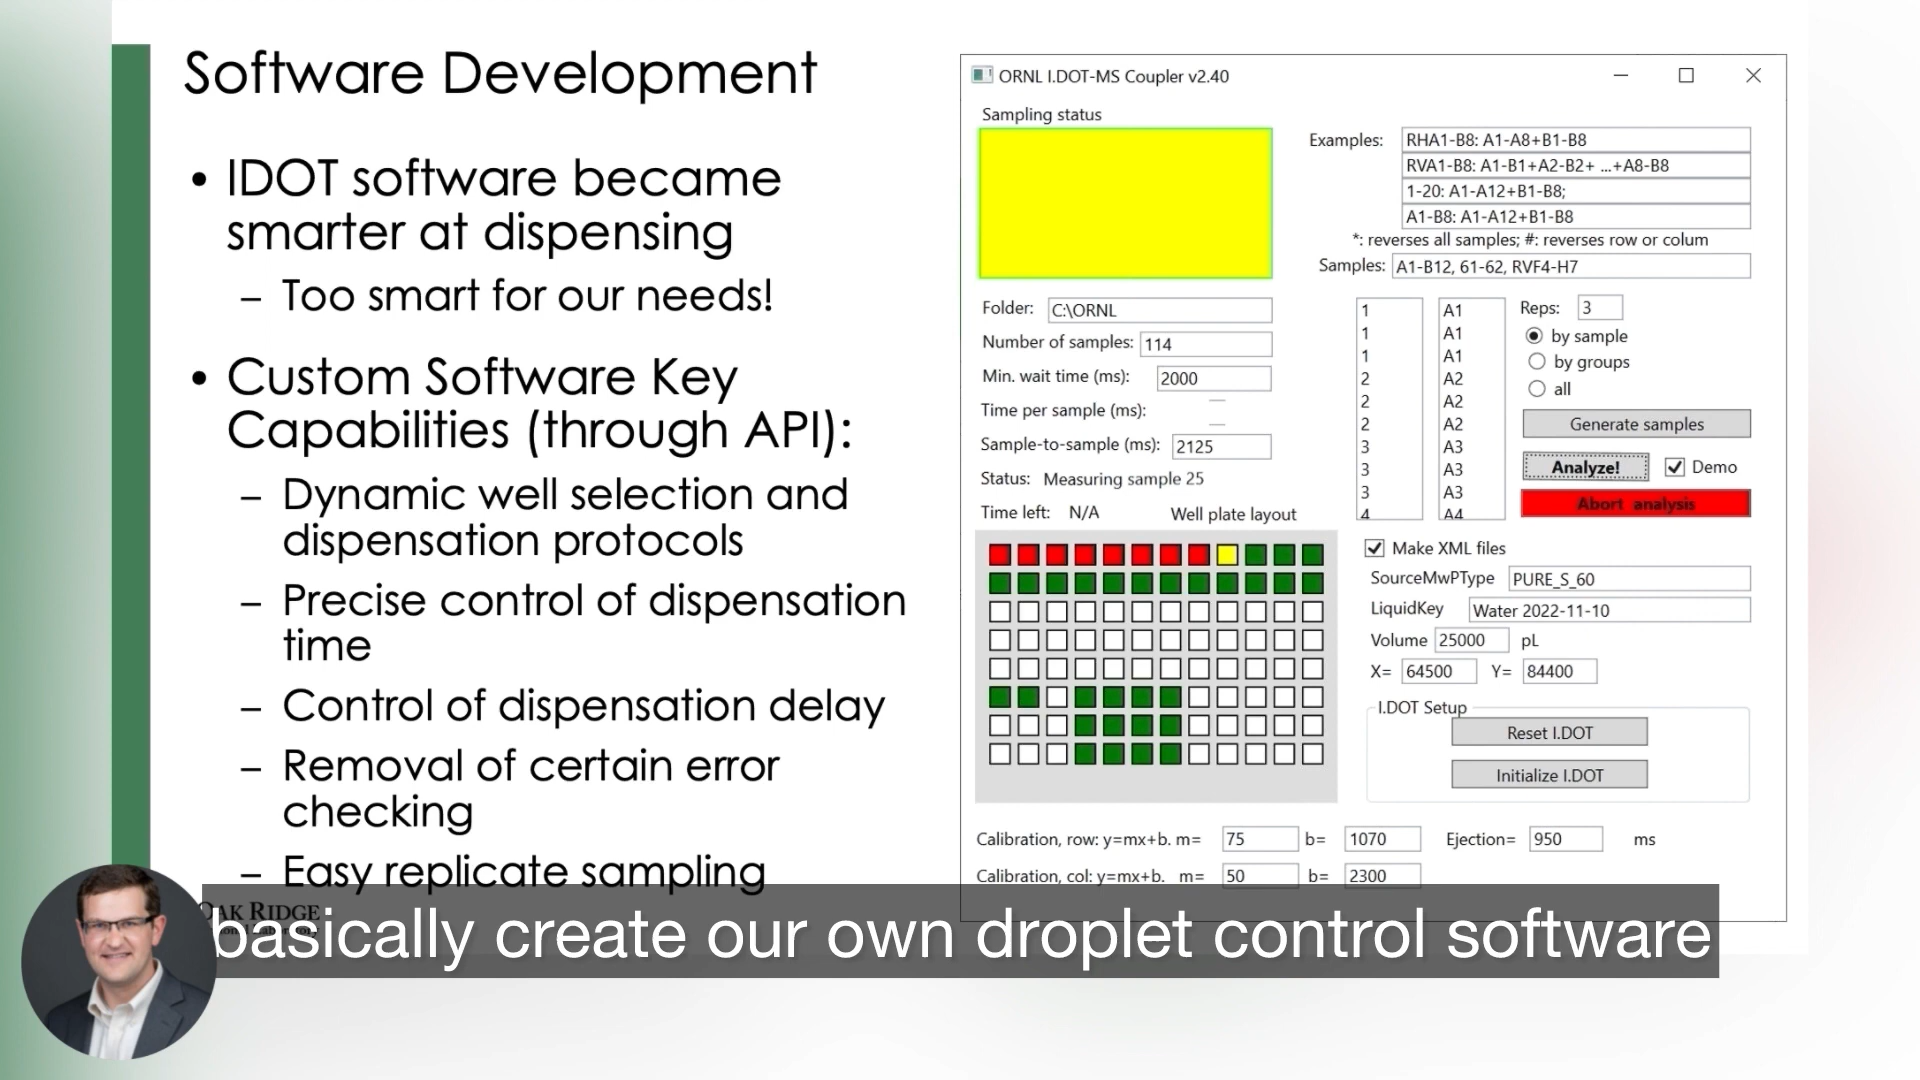 Software Development
• IDOT software became
smarter at dispensing
– Too smart for our needs!
• Custom Software Key
Capabilities (through API):
– Dynamic well selection and
dispensation protocols
– Precise control of dispensation
time
– Control of dispensation delay
– Removal of certain error
checking
– Easy replicate sampling
OAK RIDGE
ORNL I.DOT-MS Coupler v2.40
Sampling status
Examples:
RHA1-B8: A1-A8+B1-B8
RVA1-B8: A1-B1+A2-B2+ ...+A8-B8
1-20: A1-A12+B1-B8;
A1-B8: A1-A12+B1-B8
*: reverses all samples; #: reverses row or colum
Samples: A1-B12, 61-62, RVF4-H7
Folder: C:\ORNL
Number of samples: 114
Min. wait time (ms): 2000
Time per sample (ms):
Sample-to-sample (ms): 2125
Status: Measuring sample 25
Time left: N/A
Well plate layout
1 A1
1 A1
1 A1
2 A2
2 A2
2 A2
3 A3
3 A3
3 A3
4 A4
Reps: 3
by sample
by groups
all
Generate samples
Analyze! Demo
Abort analysis
Make XML files
SourceMwPType PURE_S_60
LiquidKey Water 2022-11-10
Volume 25000 pL
X= 64500 Y= 84400
I.DOT Setup
Reset I.DOT
Initialize I.DOT
Calibration, row: y=mx+b. m= 75 b= 1070 Ejection= 950 ms
Calibration, col: y=mx+b. m= 50 b= 2300
basically create our own droplet control software